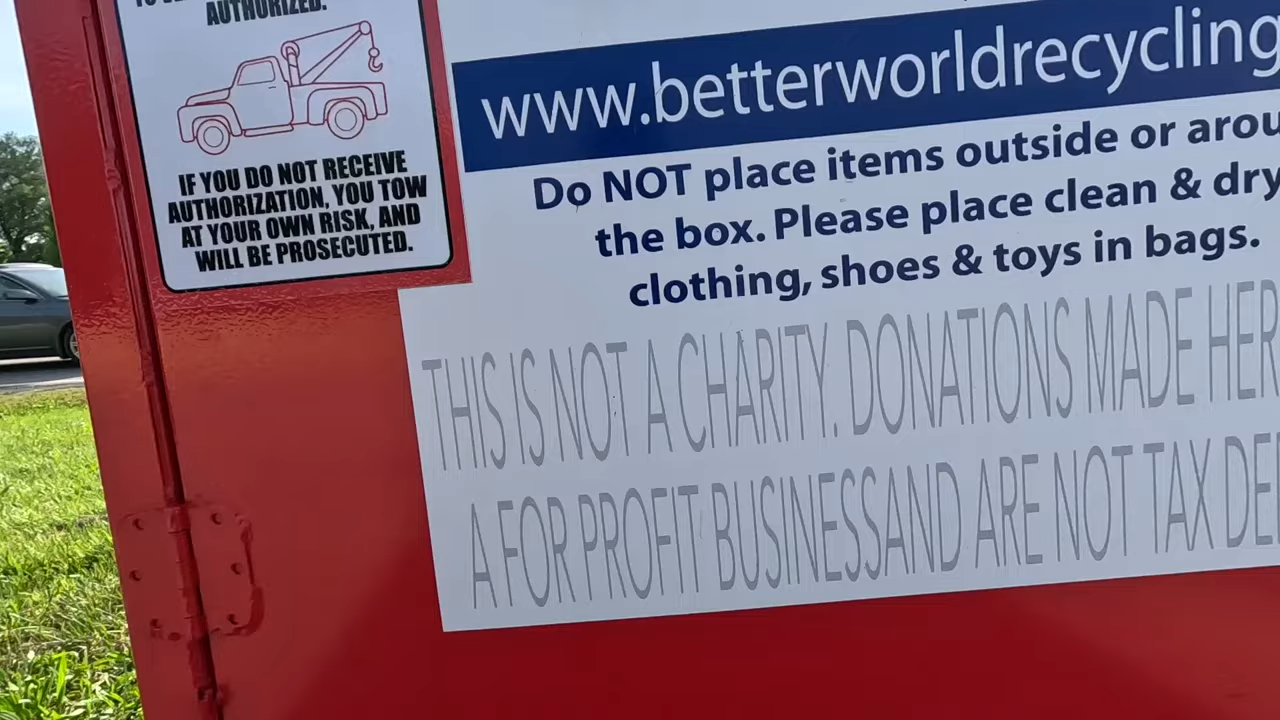 AUTHORIZED.
IF YOU DO NOT RECEIVE
AUTHORIZATION, YOU TOW
AT YOUR OWN RISK, AND
WILL BE PROSECUTED.
www.betterworldrecycling
Do NOT place items outside or arou
the box. Please place clean & dry
clothing, shoes & toys in bags.
THIS IS NOT A CHARITY. DONATIONS MADE HER
A FOR PROFIT BUSINESSAND ARE NOT TAX DE